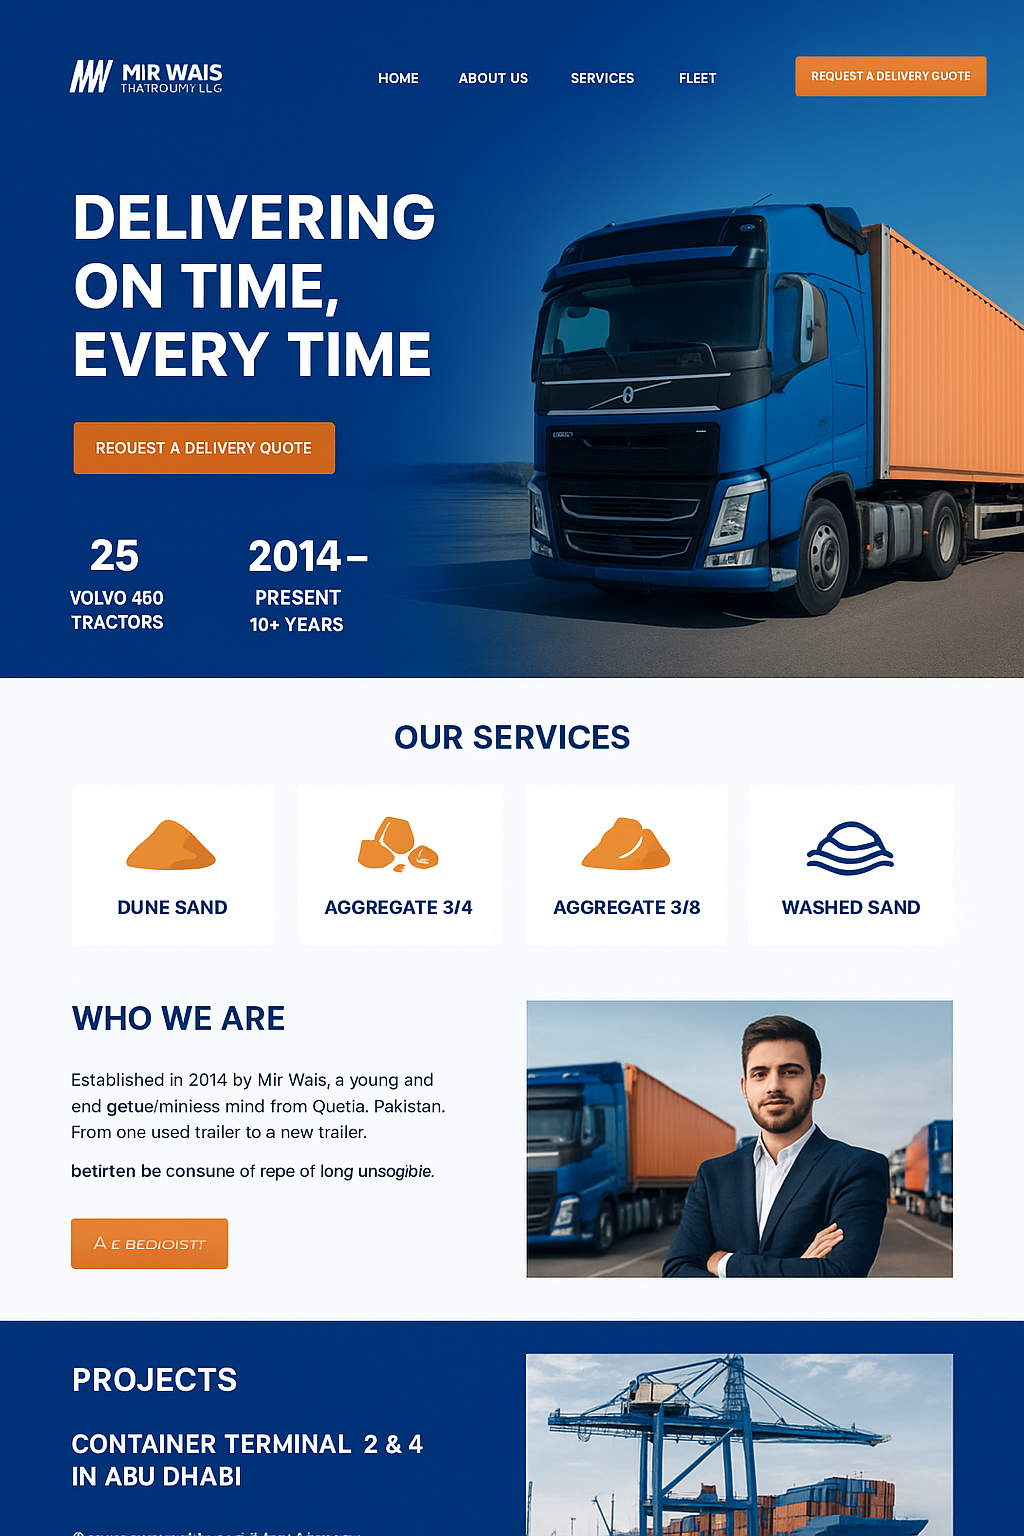 MIR WAIS
THATROUMY LLG
HOME ABOUT US SERVICES FLEET
REQUEST A DELIVERY GUOTE
DELIVERING
ON TIME,
EVERY TIME
REOUEST A DELIVERY QUOTE
25
VOLVO 460
TRACTORS
2014–
PRESENT
10+ YEARS
OUR SERVICES
DUNE SAND
AGGREGATE 3/4
AGGREGATE 3/8
WASHED SAND
WHO WE ARE
Established in 2014 by Mir Wais, a young and
end getue/miniess mind from Quetia. Pakistan.
From one used trailer to a new trailer.
betirten be consune of repe of long unsogibie.
A E BEDIOISTT
PROJECTS
CONTAINER TERMINAL 2 & 4
IN ABU DHABI